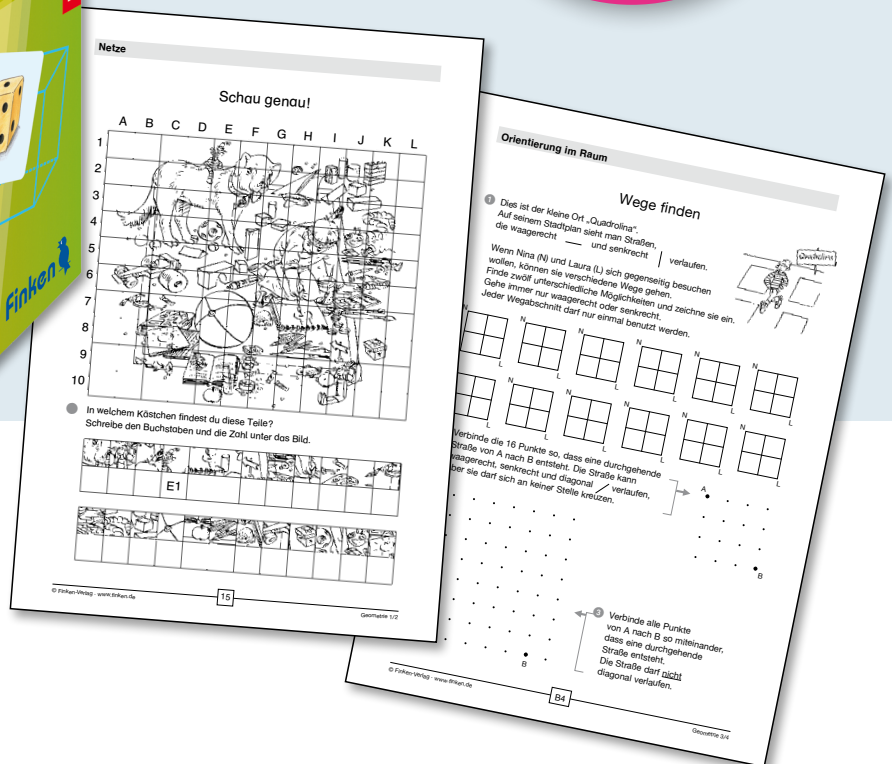 Finken
Netze
Schau genau!
A B C D E F G H I J K L
1
2
3
4
5
6
7
8
9
10
In welchem Köstchen findest du diese Teile?
Schreibe den Buchstaben und die Zahl unter das Bild.
E1
© Finken-Verlag · www.finken.de
15
Geometrie 1/2
Orientierung im Raum
Wege finden
1 Dies ist der kleine Ort „Quadrolina“.
Auf seinem Stadtplan sieht man Straßen,
die waagerecht — und senkrecht | verlaufen.
Quadrolina
Wenn Nina (N) und Laura (L) sich gegenseitig besuchen
wollen, können sie verschiedene Wege gehen.
Finde zwölf unterschiedliche Möglichkeiten und zeichne sie ein.
Gehe immer nur waagerecht oder senkrecht.
Jeder Wegabschnitt darf nur einmal benutzt werden.
N N N N N N
L L L L L
N N N N N
L L L L L
Verbinde die 16 Punkte so, dass eine durchgehende
Straße von A nach B entsteht. Die Straße kann
waagerecht, senkrecht und diagonal / verlaufen,
ber sie darf sich an keiner Stelle kreuzen.
A
B
B
3 Verbinde alle Punkte
von A nach B so miteinander,
dass eine durchgehende
Straße entsteht.
Die Straße darf nicht
diagonal verlaufen.
© Finken-Verlag · www.finken.de
B4
Geometrie 3/4